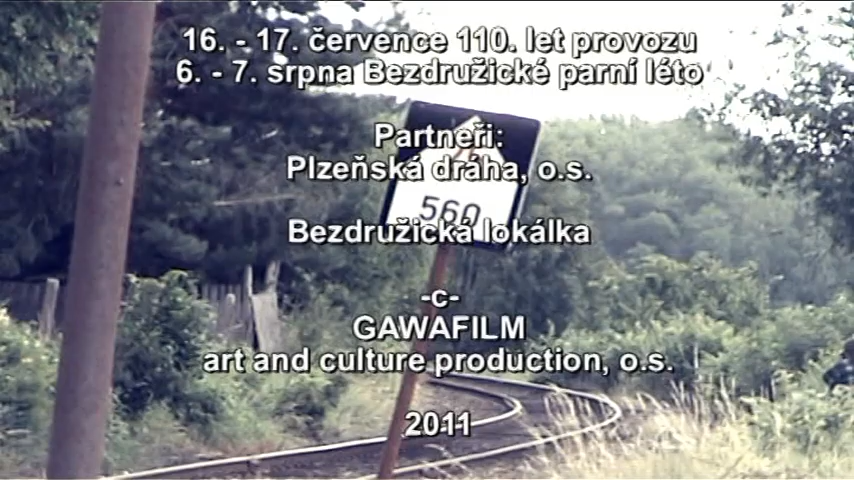 16. - 17. července 110. let provozu
6. - 7. srpna Bezdružické parní léto
Partneři:
Plzeňská dráha, o.s.
560
Bezdružická lokálka
-c-
GAWAFILM
art and culture production, o.s.
2011